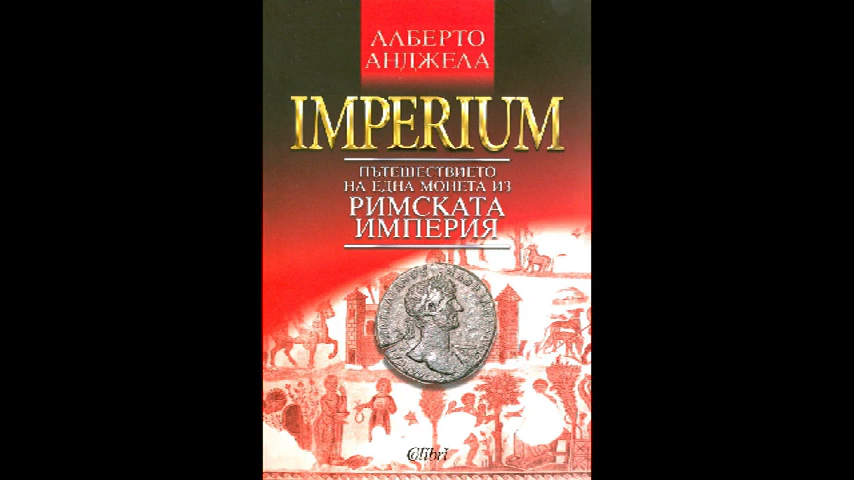 АЛБЕРТО
АНДЖЕЛА
IMPERIUM
ПЪТЕШЕСТВИЕТО
НА ЕДНА МОНЕТА ИЗ
РИМСКАТА
ИМПЕРИЯ
Colibri